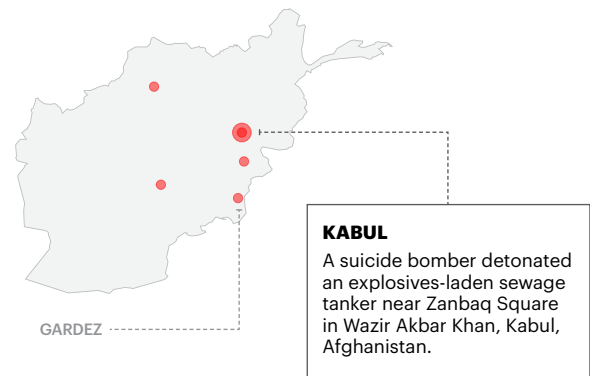 KABUL
A suicide bomber detonated
an explosives-laden sewage
tanker near Zanbaq Square
in Wazir Akbar Khan, Kabul,
Afghanistan.
GARDEZ